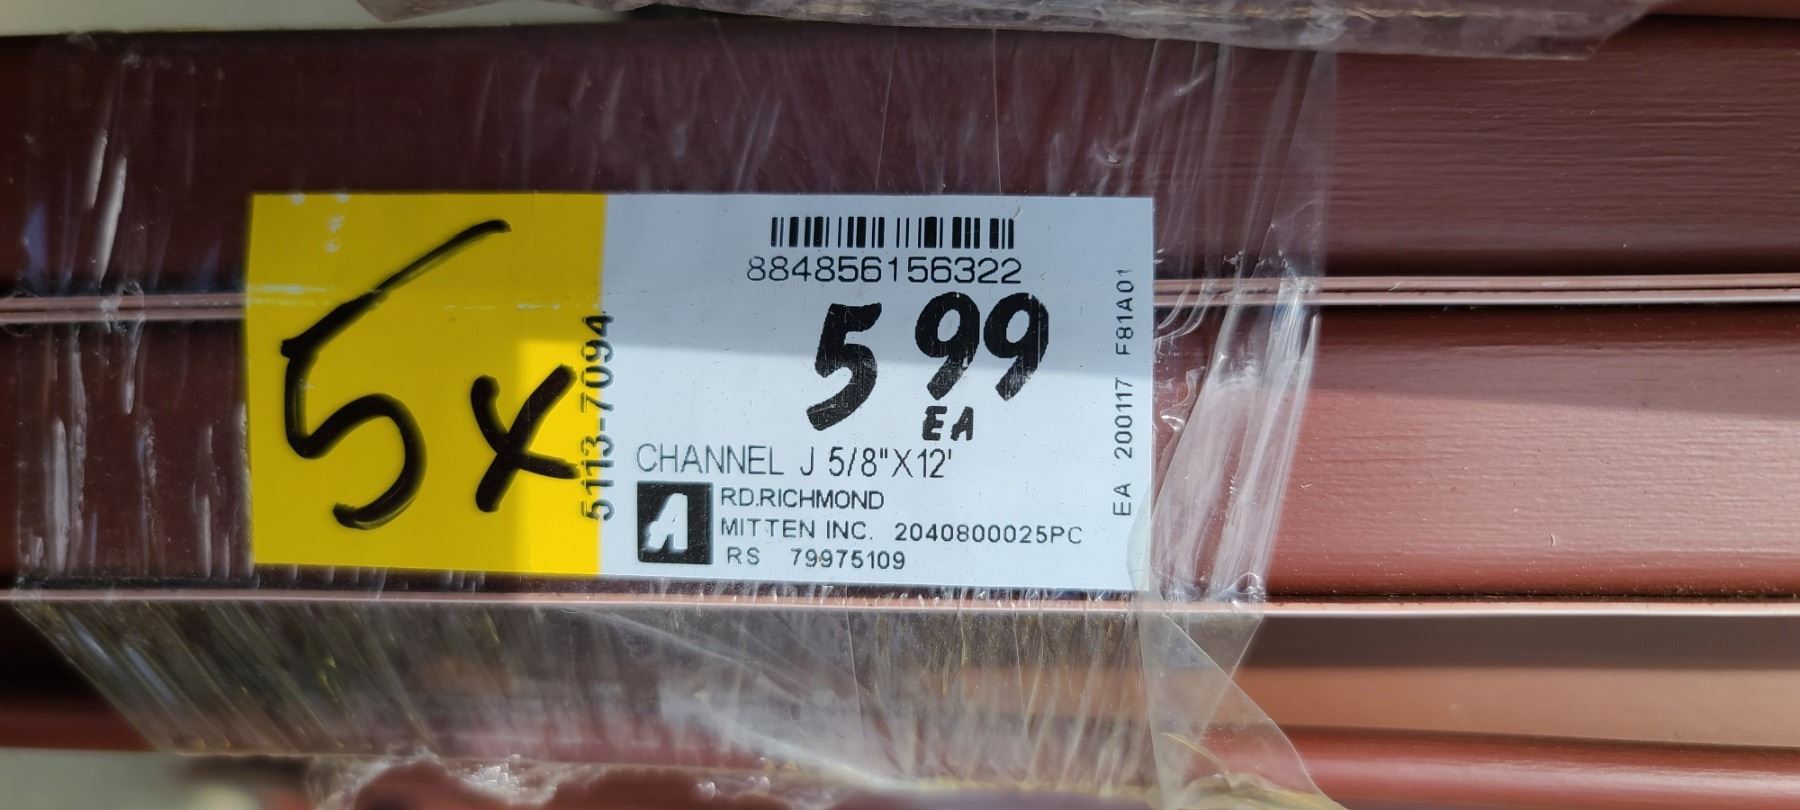 5x
5113-7094
884856156322
5 99
EA
CHANNEL J 5/8"X12'
RD.RICHMOND
MITTEN INC. 2040800025PC
RS 79975109
EA 200117 F81A01